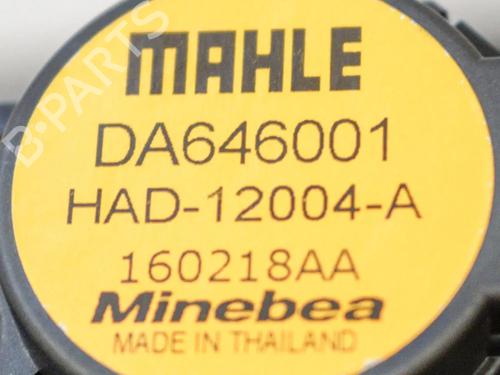 MAHLE
DA646001
HAD-12004-A
160218AA
Minebea
MADE IN THAILAND
B-PARTS